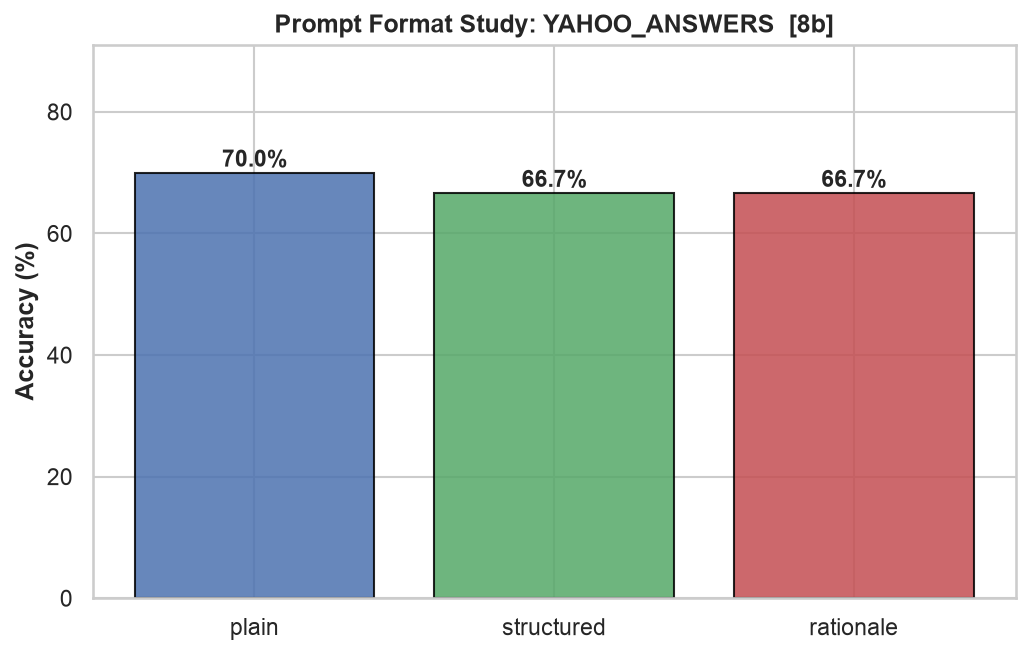 Prompt Format Study: YAHOO_ANSWERS [8b]
Accuracy (%)
80
60
40
20
0
70.0%
66.7%
66.7%
plain
structured
rationale